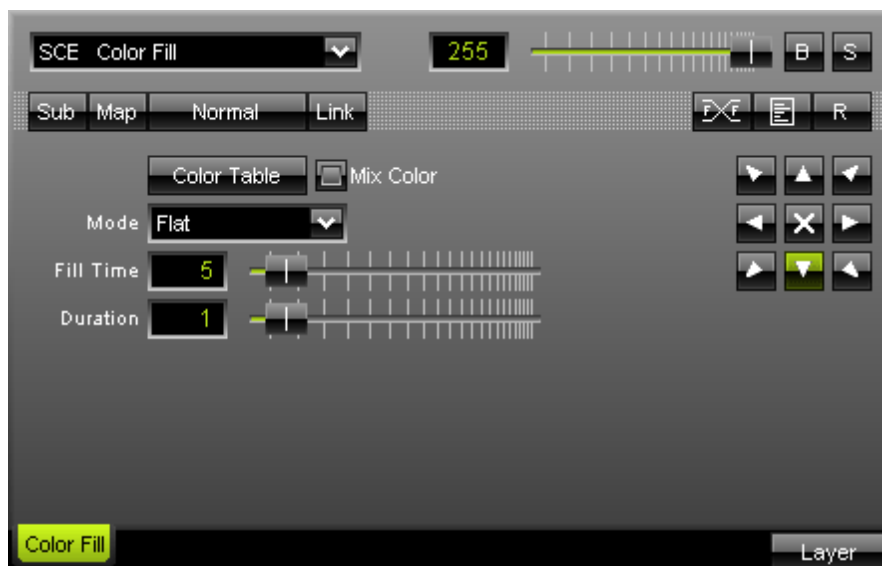 SCE Color Fill 255 B S
Sub Map Normal Link F F R
Color Table Mix Color
Mode Flat
Fill Time 5
Duration 1
Color Fill Layer